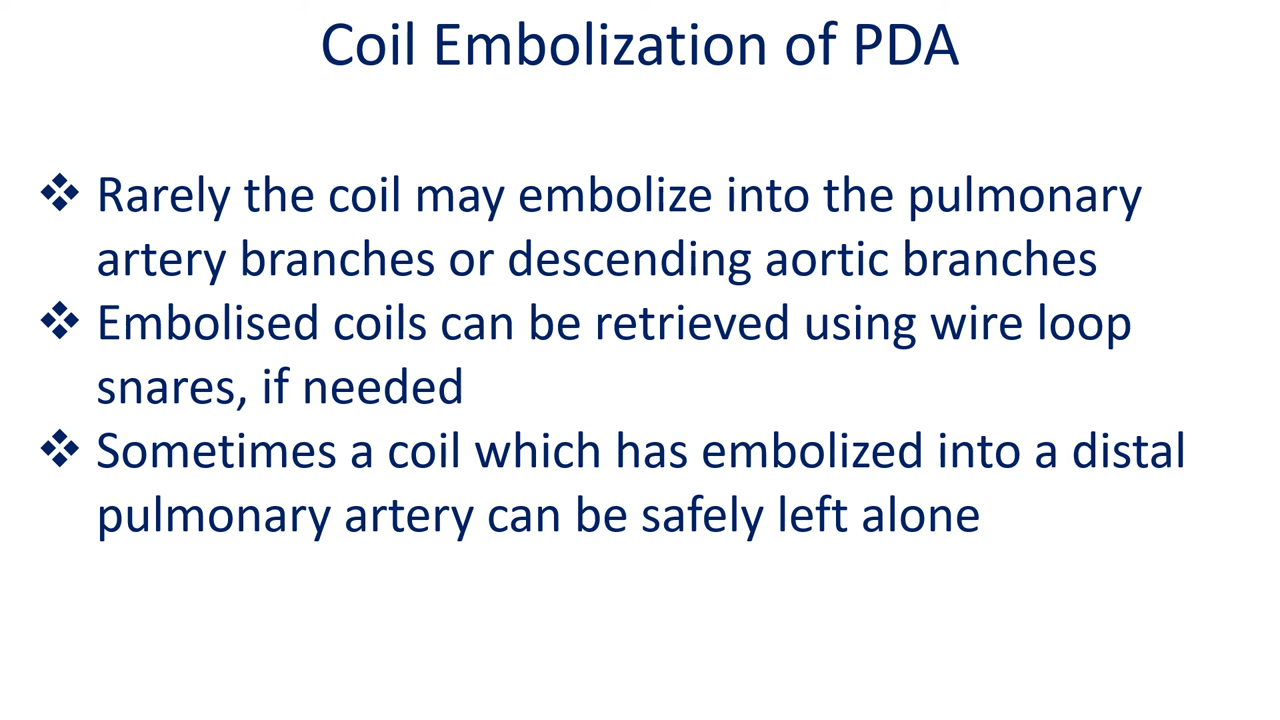 Coil Embolization of PDA
❖ Rarely the coil may embolize into the pulmonary
artery branches or descending aortic branches
❖ Embolised coils can be retrieved using wire loop
snares, if needed
❖ Sometimes a coil which has embolized into a distal
pulmonary artery can be safely left alone